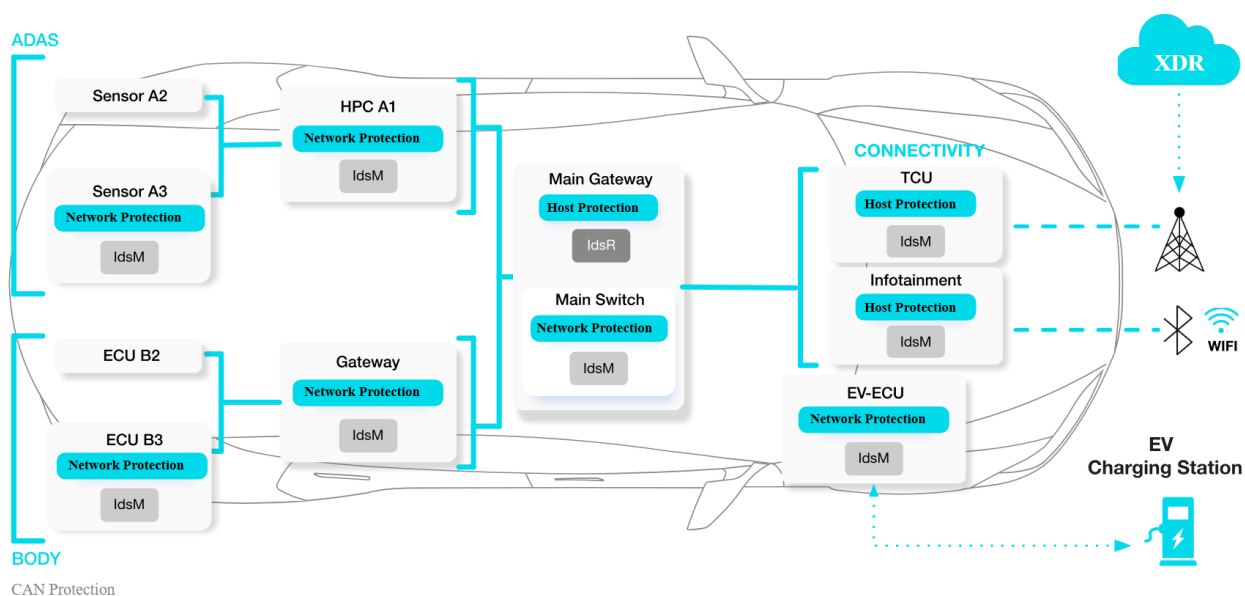 ADAS
Sensor A2
Sensor A3
Network Protection
IdsM
HPC A1
Network Protection
IdsM
ECU B2
ECU B3
Network Protection
IdsM
BODY
Gateway
Network Protection
IdsM
Main Gateway
Host Protection
IdsR
Main Switch
Network Protection
IdsM
CONNECTIVITY
TCU
Host Protection
IdsM
Infotainment
Host Protection
IdsM
EV-ECU
Network Protection
IdsM
XDR
WIFI
EV
Charging Station
CAN Protection